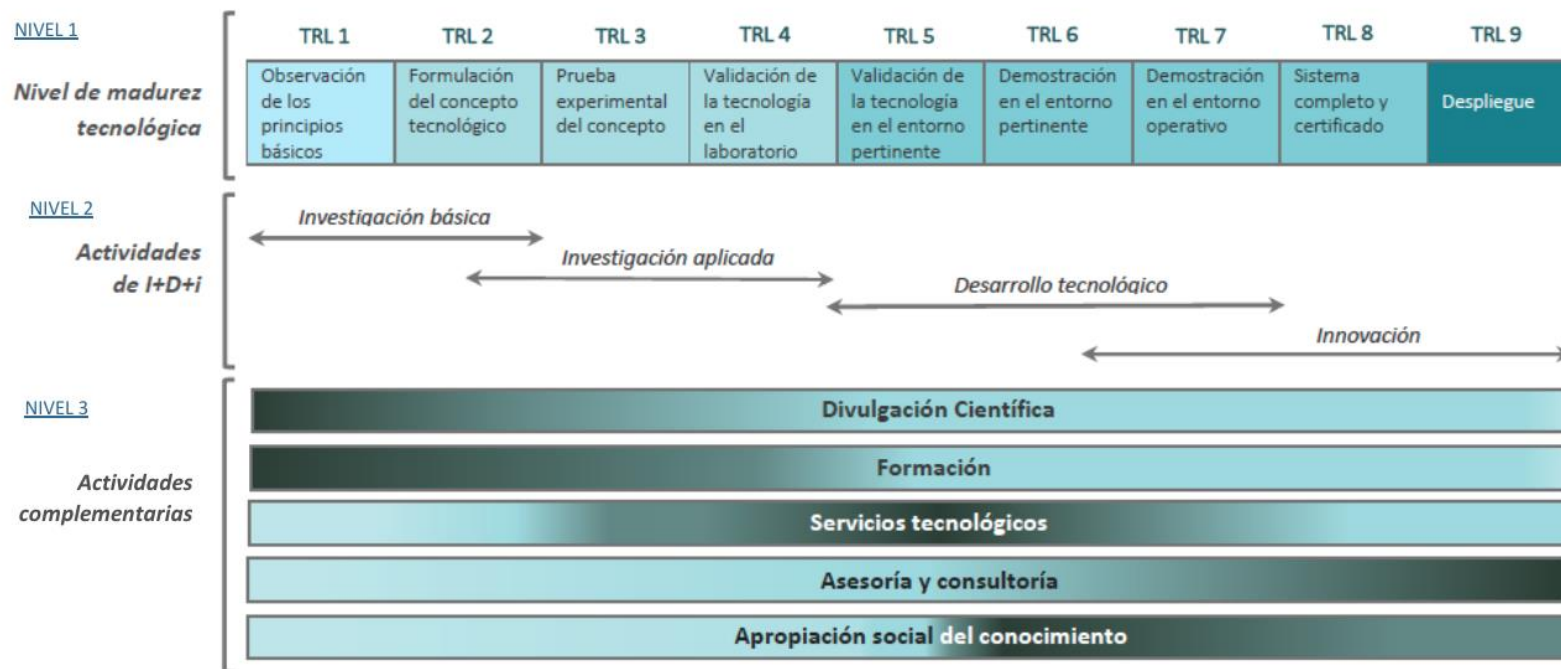 NIVEL 1
Nivel de madurez
tecnológica
TRL 1
TRL 2
TRL 3
TRL 4
TRL 5
TRL 6
TRL 7
TRL 8
TRL 9
Observación
de los
principios
básicos
Formulación
del concepto
tecnológico
Prueba
experimental
del concepto
Validación de
la tecnología
en el
laboratorio
Validación de
la tecnología
en el entorno
pertinente
Demostración
en el entorno
pertinente
Demostración
en el entorno
operativo
Sistema
completo y
certificado
Despliegue
NIVEL 2
Actividades
de I+D+i
Investigación básica
Investigación aplicada
Desarrollo tecnológico
Innovación
NIVEL 3
Actividades
complementarias
Divulgación Científica
Formación
Servicios tecnológicos
Asesoría y consultoría
Apropiación social del conocimiento